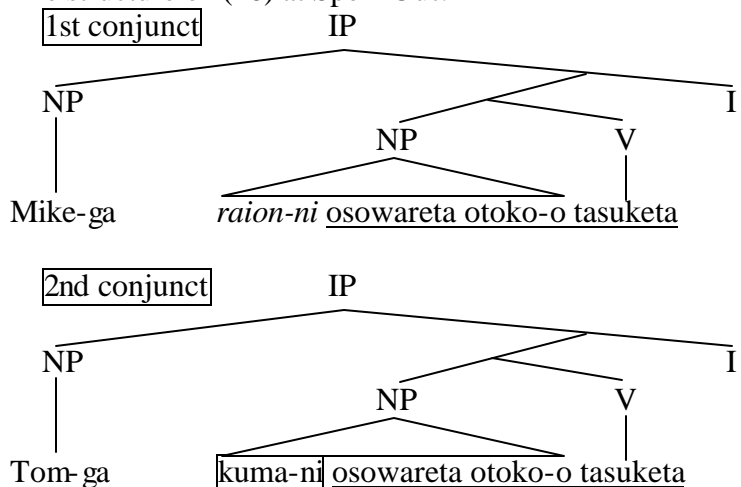 1st conjunct IP
NP I
NP V
Mike-ga raion-ni osowareta otoko-o tasuketa
2nd conjunct IP
NP I
NP V
Tom-ga kuma-ni osowareta otoko-o tasuketa